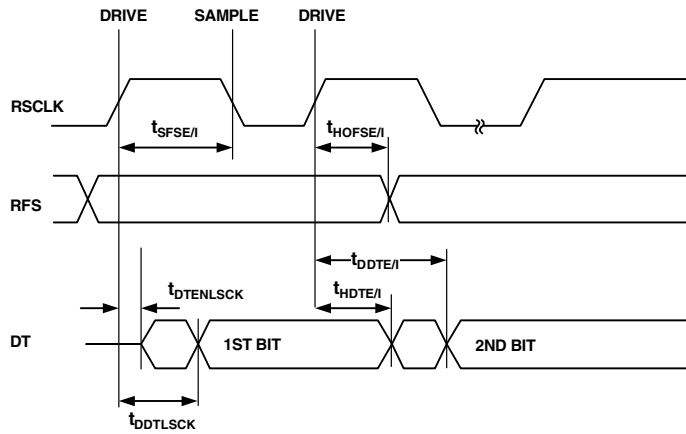 DRIVE SAMPLE DRIVE
RSCLK
tSFSE/I tHOFSE/I
RFS
tDDTE/I
tDTENLSCK tHDTE/I
DT 1ST BIT 2ND BIT
tDDTLSCK